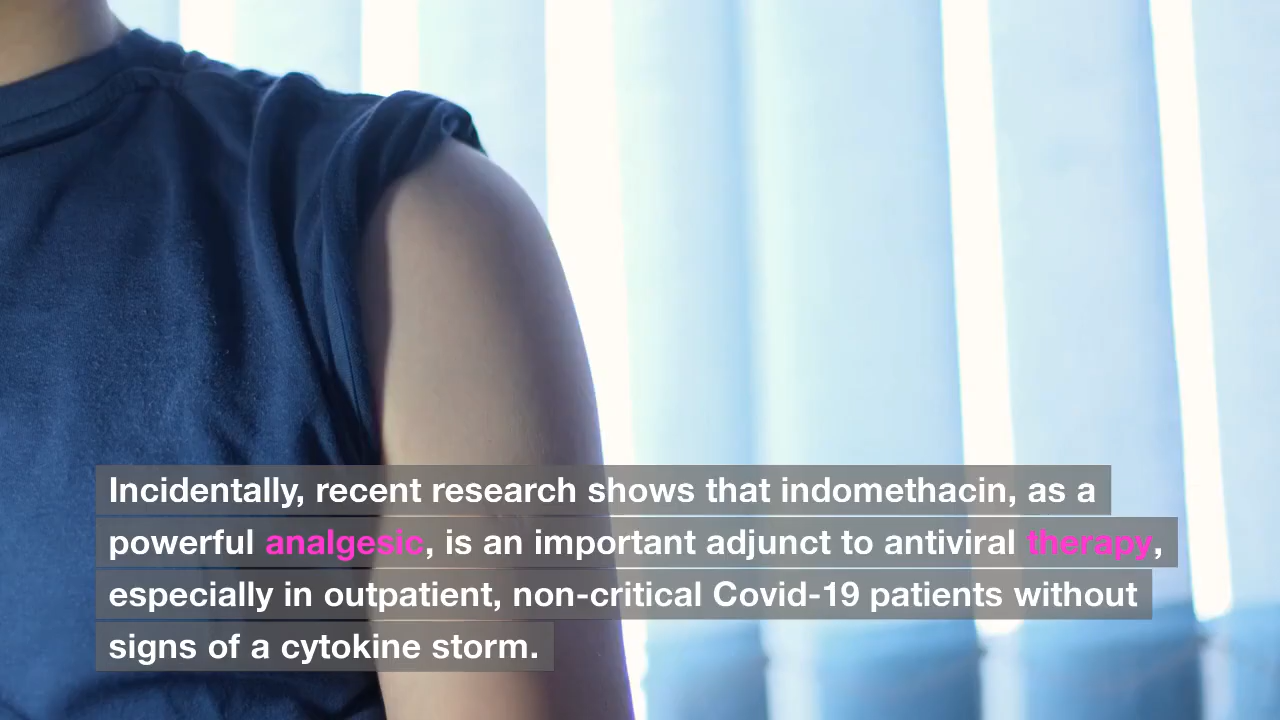 Incidentally, recent research shows that indomethacin, as a
powerful analgesic, is an important adjunct to antiviral therapy,
especially in outpatient, non-critical Covid-19 patients without
signs of a cytokine storm.